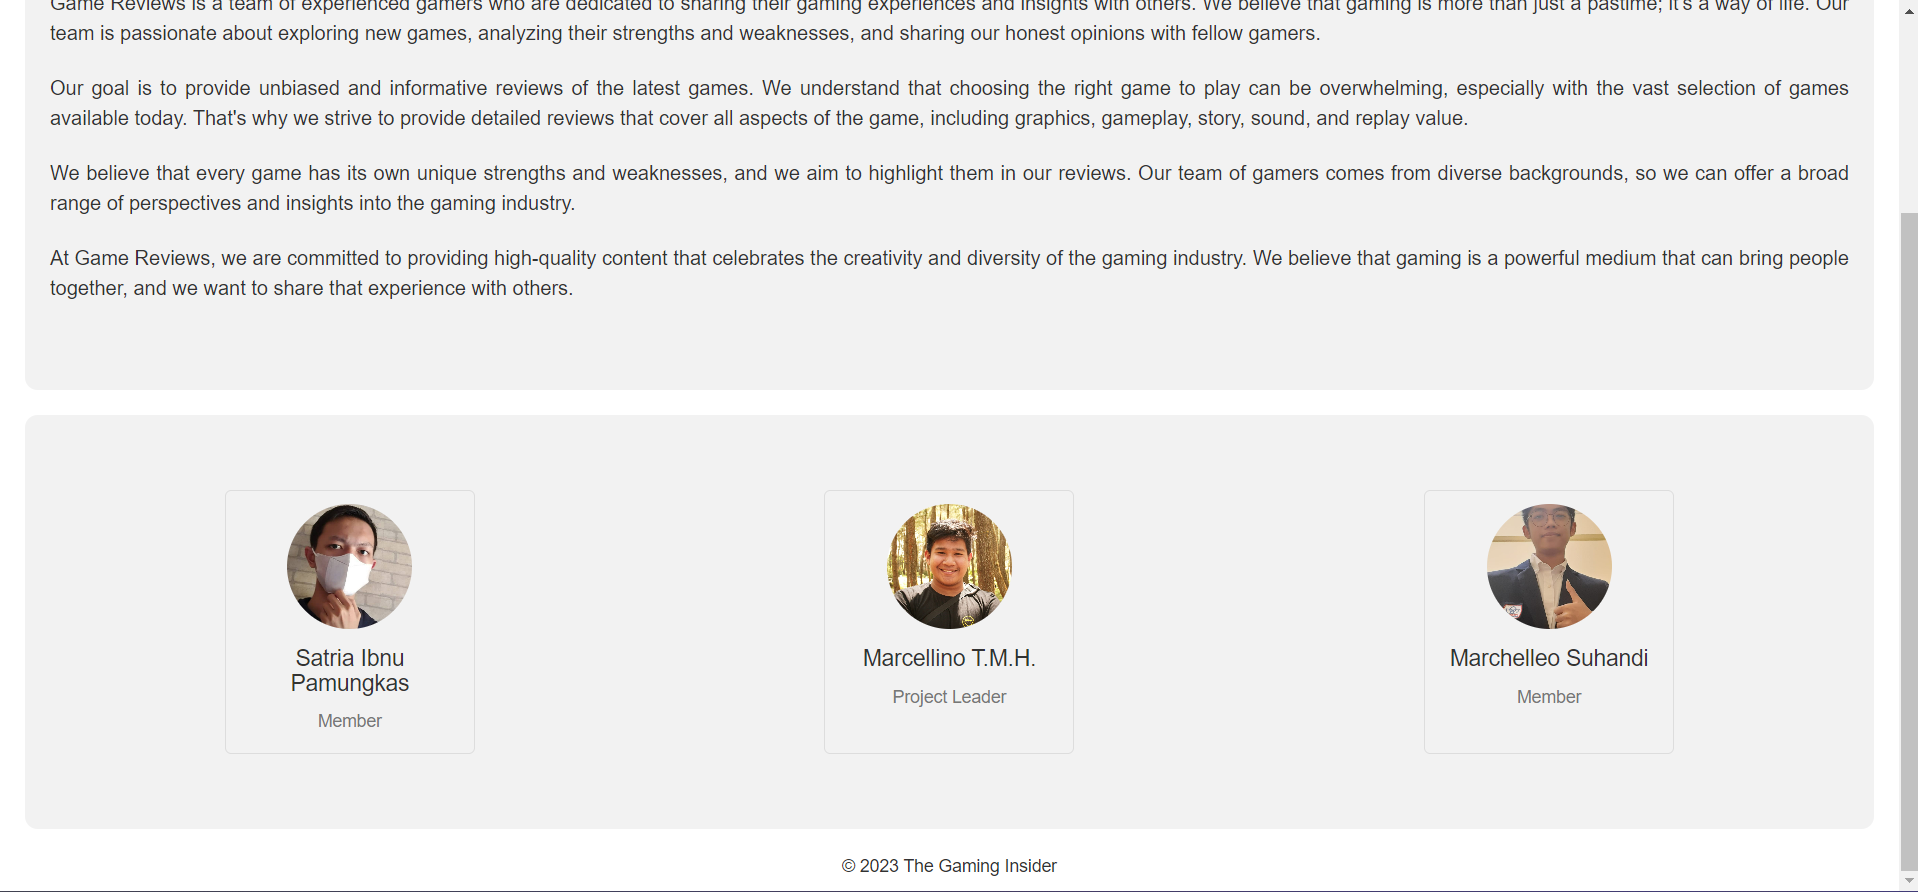 Game Reviews is a team of experienced gamers who are dedicated to sharing their gaming experiences and insights with others. We believe that gaming is more than just a pastime; it's a way of life. Our
team is passionate about exploring new games, analyzing their strengths and weaknesses, and sharing our honest opinions with fellow gamers.
Our goal is to provide unbiased and informative reviews of the latest games. We understand that choosing the right game to play can be overwhelming, especially with the vast selection of games
available today. That's why we strive to provide detailed reviews that cover all aspects of the game, including graphics, gameplay, story, sound, and replay value.
We believe that every game has its own unique strengths and weaknesses, and we aim to highlight them in our reviews. Our team of gamers comes from diverse backgrounds, so we can offer a broad
range of perspectives and insights into the gaming industry.
At Game Reviews, we are committed to providing high-quality content that celebrates the creativity and diversity of the gaming industry. We believe that gaming is a powerful medium that can bring people
together, and we want to share that experience with others.
Satria Ibnu
Pamungkas
Member
Marcellino T.M.H.
Project Leader
Marchelleo Suhandi
Member
© 2023 The Gaming Insider